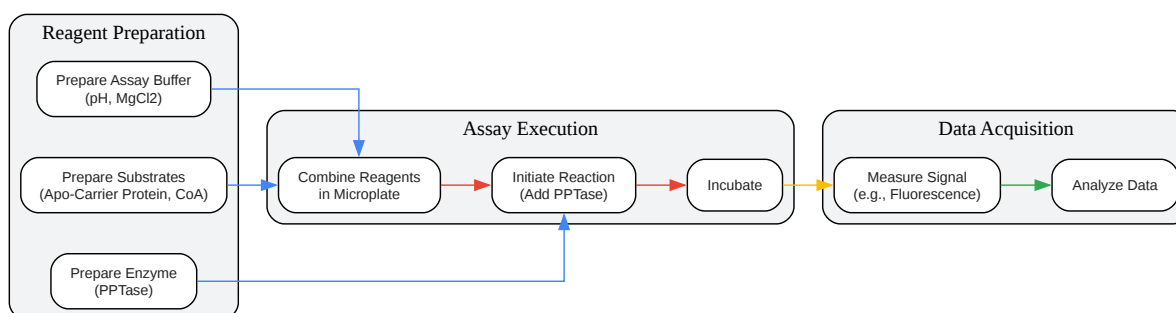 Reagent Preparation
Prepare Assay Buffer
(pH, MgCl2)
Prepare Substrates
(Apo-Carrier Protein, CoA)
Prepare Enzyme
(PPTase)
Assay Execution
Combine Reagents
in Microplate
Initiate Reaction
(Add PPTase)
Incubate
Data Acquisition
Measure Signal
(e.g., Fluorescence)
Analyze Data